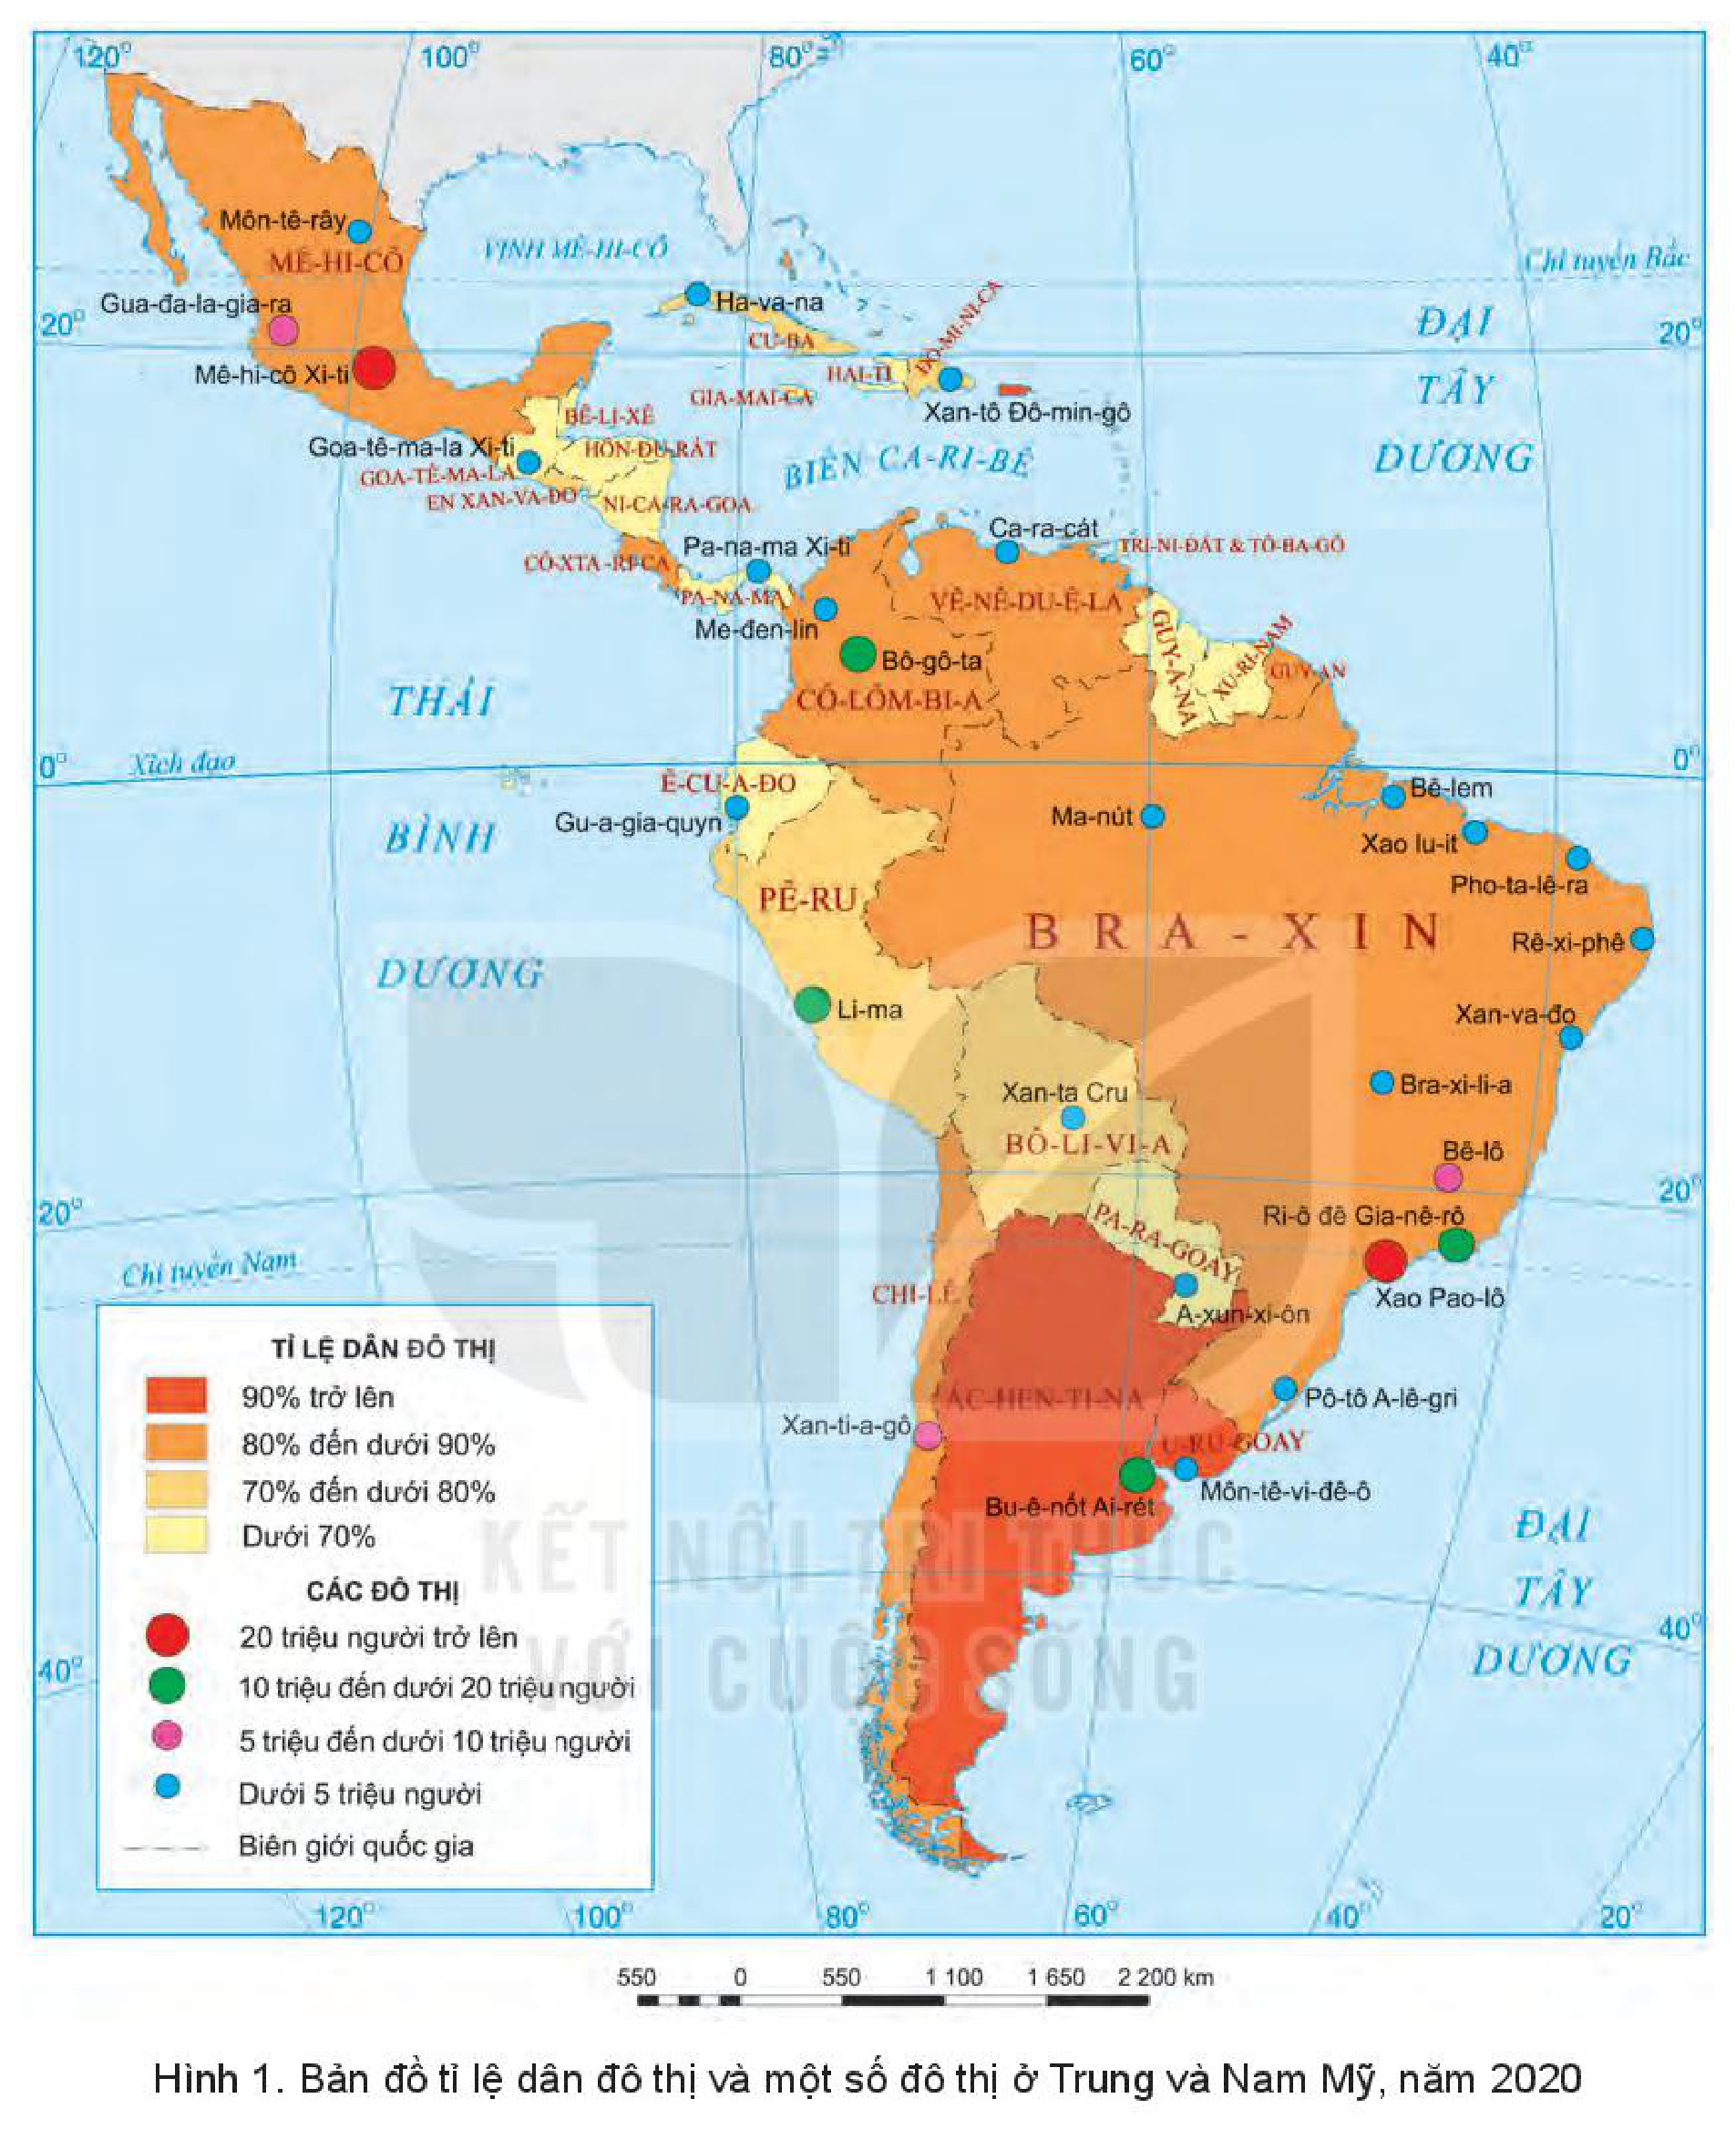 120°
100°
80°
60°
40°
Môn-tê-rây
MÊ-HI-CÔ
VỊNH MÊ-HI-CÔ
Chí tuyến Bắc
Gua-đa-la-gia-ra
Ha-va-na
20°
ĐẠI
20°
CU-BA
ĐÔ-MI-NI-CA
Mê-hi-cô Xi-ti
HAI-TI
TÂY
GIA-MAI-CA
Xan-tô Đô-min-gô
BÊ-LI-XÊ
Goa-tê-ma-la Xi-ti
HÔN-ĐU-RÁT
BIỂN CA-RI-BÊ
DƯƠNG
GOA-TÊ-MA-LA
EN XAN-VA-ĐO
NI-CA-RA-GOA
Ca-ra-cát
Pa-na-ma Xi-ti
TRI-NI-ĐÁT & TÔ-BA-GÔ
CÔ-XTA-RI-CA
PA-NA-MA
VÊ-NÊ-DU-Ê-LA
Me-đen-lin
GUY-A-NA
XU-RI-NAM
Bô-gô-ta
GUY-AN
THÁI
CÔ-LÔM-BI-A
0°
Xích đạo
0°
Ê-CU-A-ĐO
Bê-lem
Gu-a-gia-quyn
Ma-nút
BÌNH
Xao lu-it
Pho-ta-lê-ra
PÊ-RU
BRA-XIN
Rê-xi-phê
DƯƠNG
Li-ma
Xan-va-đo
Xan-ta Cru
Bra-xi-li-a
BÔ-LI-VI-A
Bê-lô
20°
20°
PA-RA-GOAY
Ri-ô đê Gia-nê-rô
Chí tuyến Nam
CHI-LÊ
Xao Pao-lô
A-xun-xi-ôn
TỈ LỆ DÂN ĐÔ THỊ
90% trở lên
ÁC-HEN-TI-NA
Pô-tô A-lê-gri
Xan-ti-a-gô
80% đến dưới 90%
U-RU-GOAY
70% đến dưới 80%
Môn-tê-vi-đê-ô
Bu-ê-nốt Ai-rét
Dưới 70%
KẾT NỐI TRI THỨC
ĐẠI
CÁC ĐÔ THỊ
TÂY
20 triệu người trở lên
VỚI CUỘC SỐNG
40°
DƯƠNG
40°
10 triệu đến dưới 20 triệu người
5 triệu đến dưới 10 triệu người
Dưới 5 triệu người
Biên giới quốc gia
120°
100°
80°
60°
40°
20°
550 0 550 1 100 1 650 2 200 km
Hình 1. Bản đồ tỉ lệ dân đô thị và một số đô thị ở Trung và Nam Mỹ, năm 2020